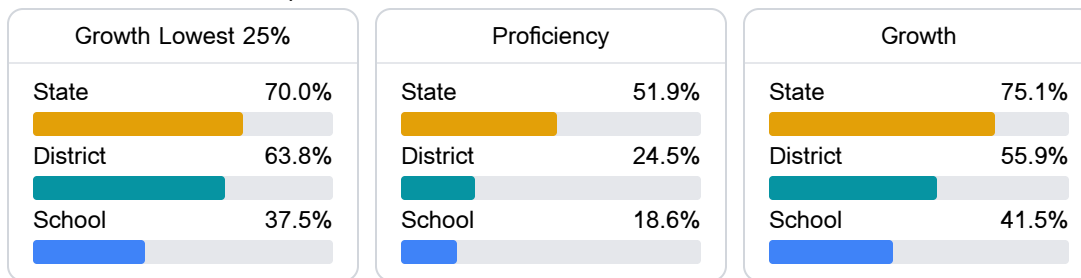 Growth Lowest 25%
State 70.0%
District 63.8%
School 37.5%
Proficiency
State 51.9%
District 24.5%
School 18.6%
Growth
State 75.1%
District 55.9%
School 41.5%